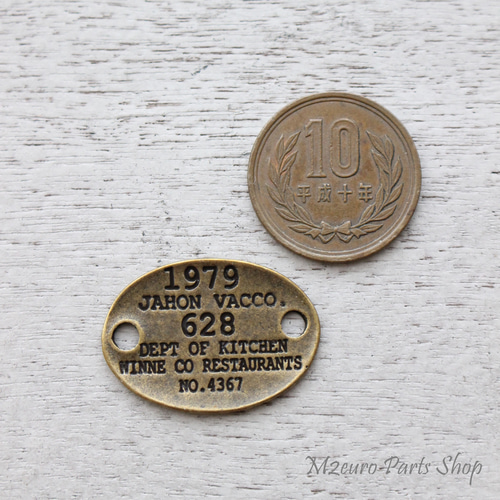 10
平成十年
1979
JAHON VACCO.
628
DEPT OF KITCHEN
WINNE CO RESTAURANTS
NO.4367
M2euro-Parts Shop